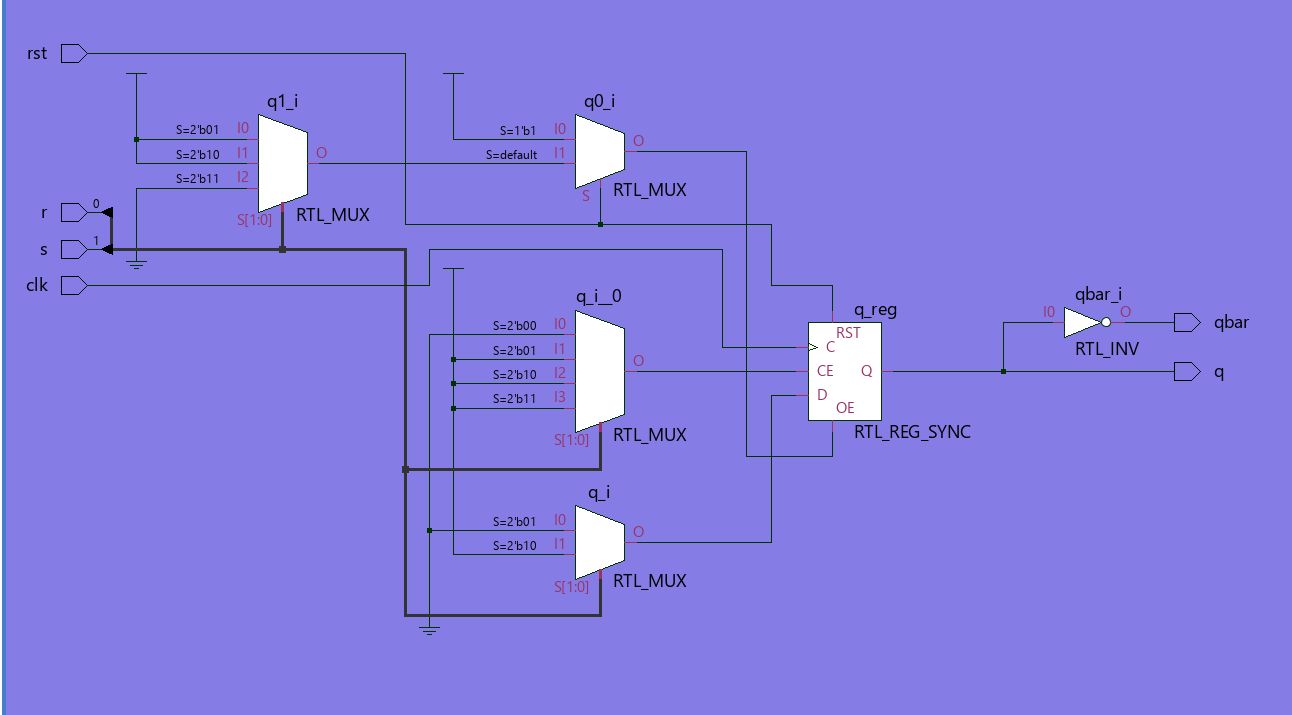 rst
q1_i
S=2'b01 I0
S=2'b10 I1
S=2'b11 I2
O
S[1:0]
RTL_MUX
q0_i
S=1'b1 I0
S=default I1
O
S
RTL_MUX
r 0
s 1
clk
q_i__0
S=2'b00 I0
S=2'b01 I1
S=2'b10 I2
S=2'b11 I3
O
S[1:0]
RTL_MUX
q_reg
RST
C
CE Q
D
OE
RTL_REG_SYNC
qbar_i
I0 O
RTL_INV
qbar
q
q_i
S=2'b01 I0
S=2'b10 I1
O
S[1:0]
RTL_MUX